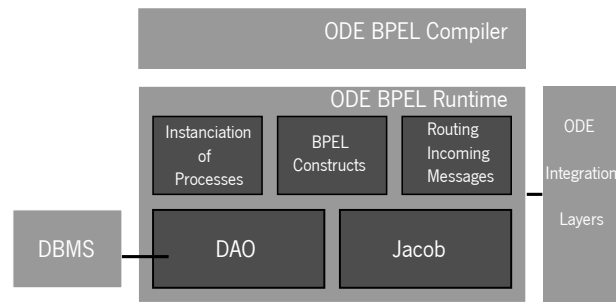 ODE BPEL Compiler
ODE BPEL Runtime
Instanciation
of
Processes
BPEL
Constructs
Routing
Incoming
Messages
ODE
Integration
Layers
DBMS
DAO
Jacob